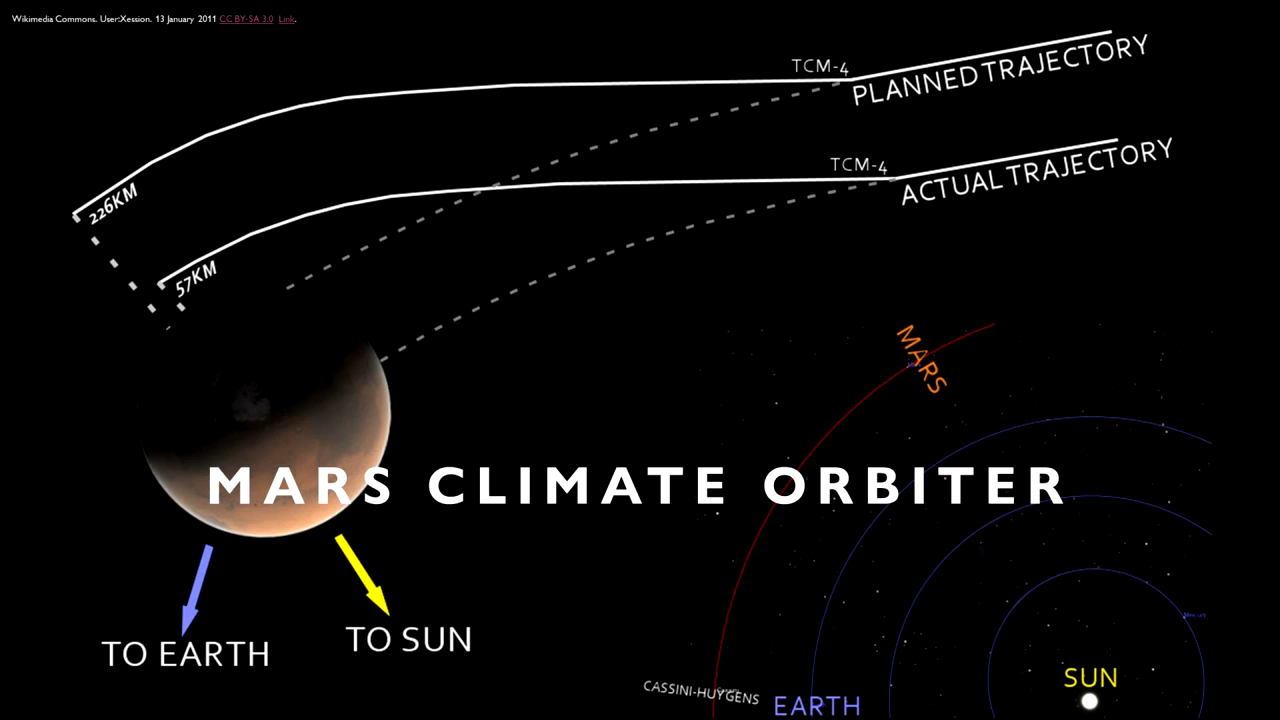 Wikimedia Commons. User:Xession. 13 January 2011 CC BY-SA 3.0 Link.
TCM-4
PLANNED TRAJECTORY
TCM-4
ACTUAL TRAJECTORY
226KM
57KM
MARS
MARS CLIMATE ORBITER
TO EARTH
TO SUN
SUN
CASSINI-HUYGENS
EARTH